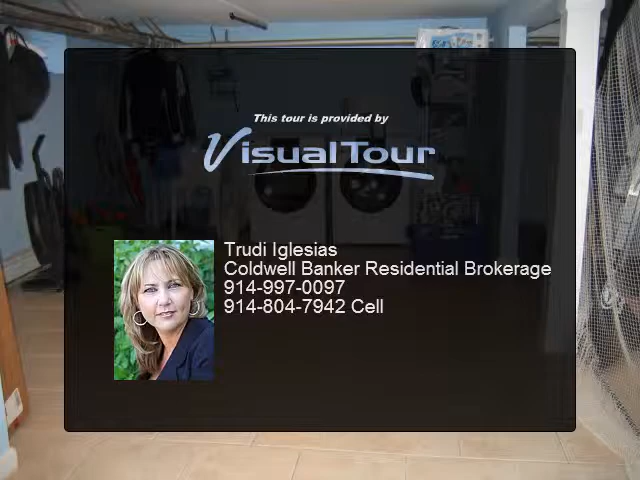 This tour is provided by
VisualTour
Trudi Iglesias
Coldwell Banker Residential Brokerage
914-997-0097
914-804-7942 Cell